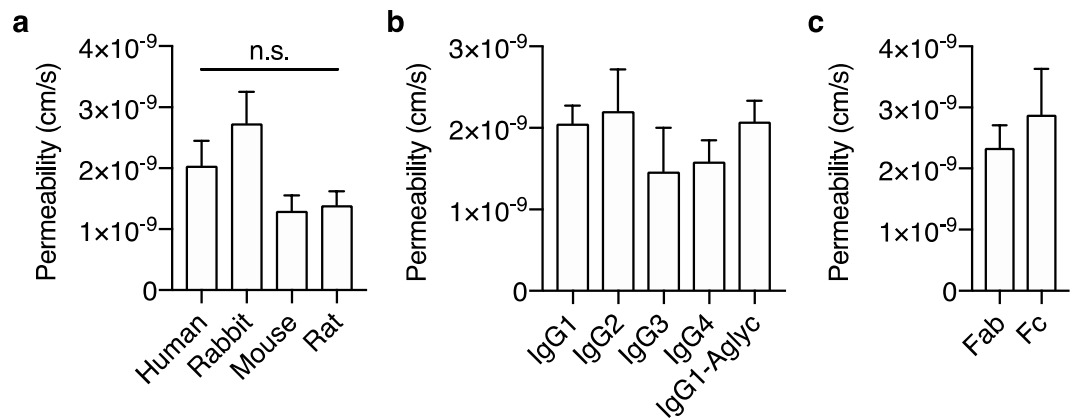 a
Permeability (cm/s)
4×10⁻⁹
3×10⁻⁹
2×10⁻⁹
1×10⁻⁹
0
n.s.
Human
Rabbit
Mouse
Rat
b
Permeability (cm/s)
3×10⁻⁹
2×10⁻⁹
1×10⁻⁹
0
IgG1
IgG2
IgG3
IgG4
IgG1-Aglyc
c
Permeability (cm/s)
4×10⁻⁹
3×10⁻⁹
2×10⁻⁹
1×10⁻⁹
0
Fab
Fc